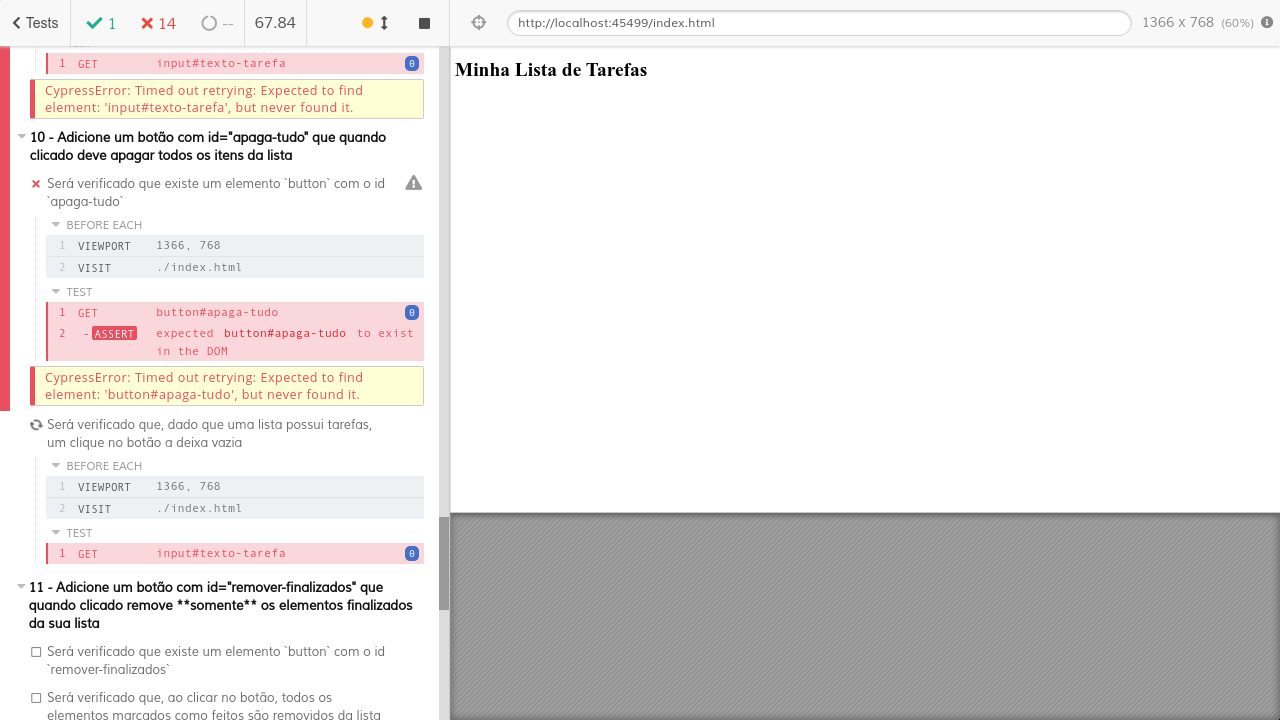 Tests
1
14
--
67.84
http://localhost:45499/index.html
1366 x 768 (60%)
1 GET input#texto-tarefa 0
CypressError: Timed out retrying: Expected to find
element: 'input#texto-tarefa', but never found it.
10 - Adicione um botão com id="apaga-tudo" que quando
clicado deve apagar todos os itens da lista
Será verificado que existe um elemento `button` com o id
`apaga-tudo`
BEFORE EACH
1 VIEWPORT 1366, 768
2 VISIT ./index.html
TEST
1 GET button#apaga-tudo 0
2 -ASSERT expected button#apaga-tudo to exist
in the DOM
CypressError: Timed out retrying: Expected to find
element: 'button#apaga-tudo', but never found it.
Será verificado que, dado que uma lista possui tarefas,
um clique no botão a deixa vazia
BEFORE EACH
1 VIEWPORT 1366, 768
2 VISIT ./index.html
TEST
1 GET input#texto-tarefa 0
11 - Adicione um botão com id="remover-finalizados" que
quando clicado remove **somente** os elementos finalizados
da sua lista
Será verificado que existe um elemento `button` com o id
`remover-finalizados`
Será verificado que, ao clicar no botão, todos os
elementos marcados como feitos são removidos da lista
Minha Lista de Tarefas